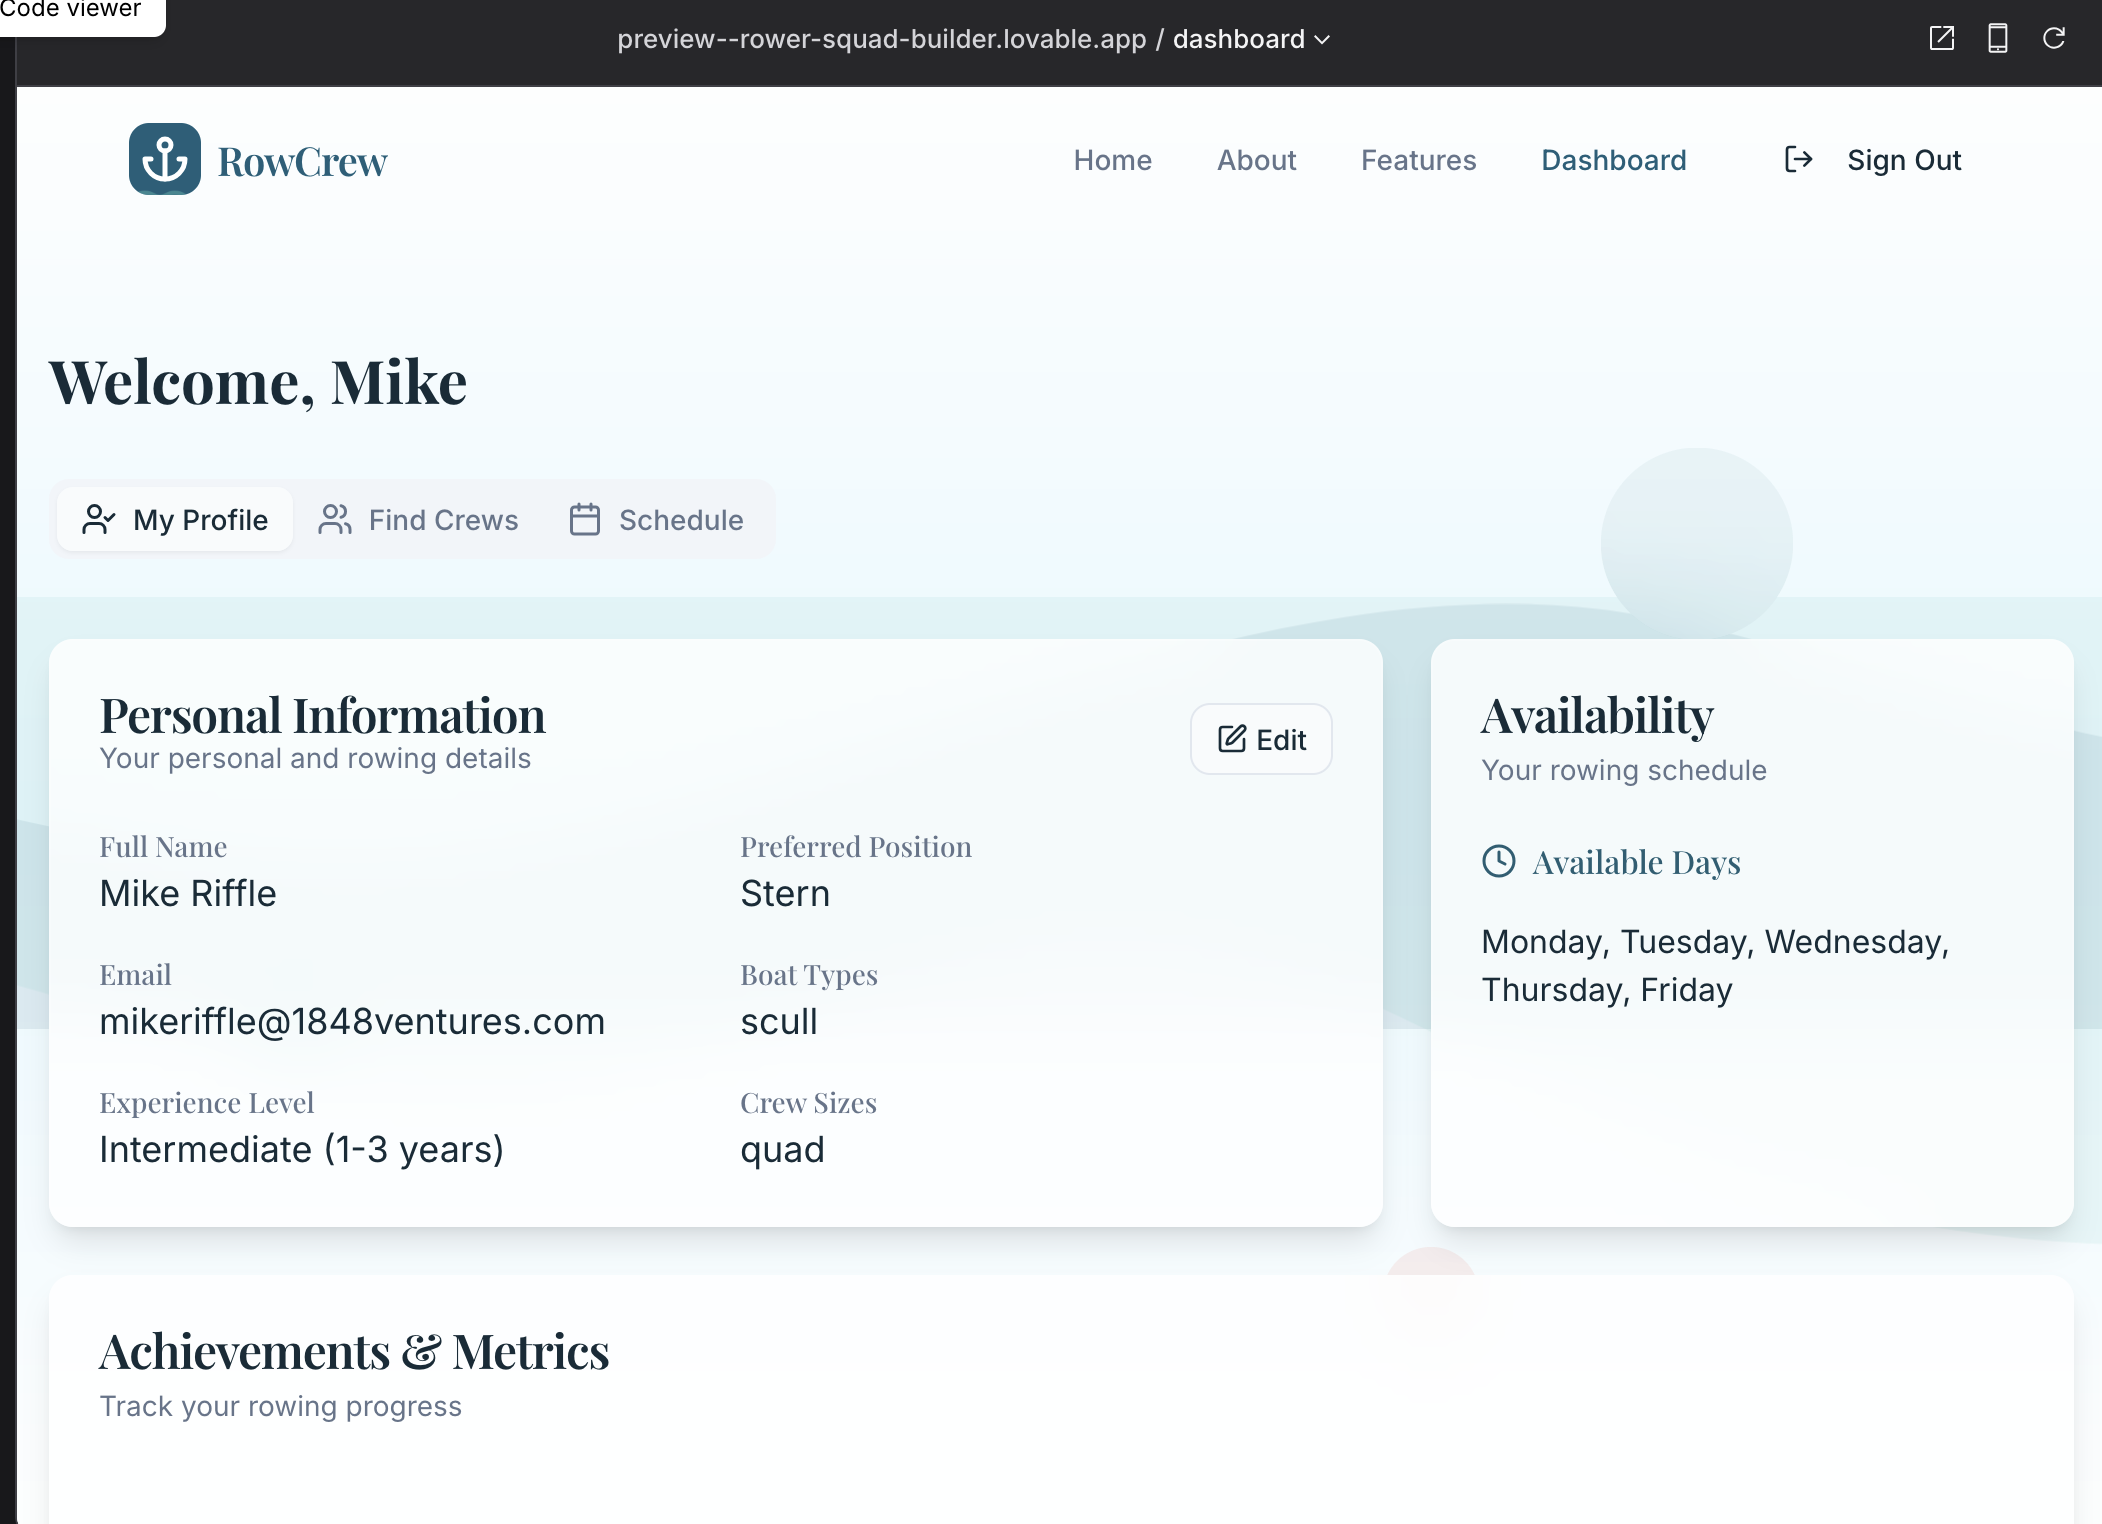 Code viewer
preview--rower-squad-builder.lovable.app / dashboard
RowCrew
Home
About
Features
Dashboard
Sign Out
Welcome, Mike
My Profile
Find Crews
Schedule
Personal Information
Your personal and rowing details
Edit
Full Name
Mike Riffle
Preferred Position
Stern
Email
mikeriffle@1848ventures.com
Boat Types
scull
Experience Level
Intermediate (1-3 years)
Crew Sizes
quad
Availability
Your rowing schedule
Available Days
Monday, Tuesday, Wednesday,
Thursday, Friday
Achievements & Metrics
Track your rowing progress